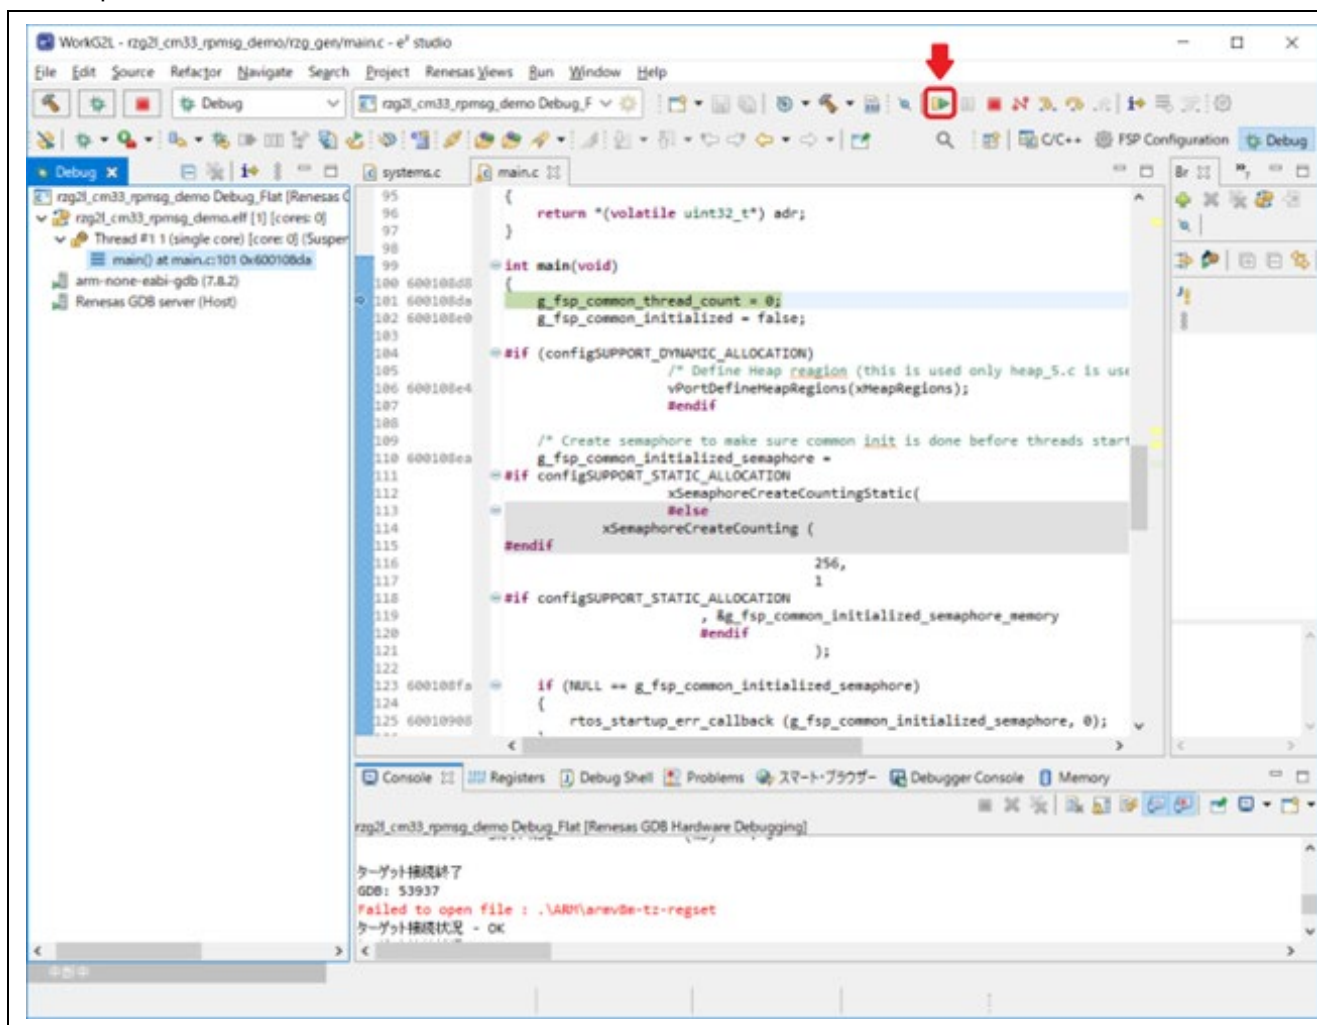 WorkG2L - rzg2l_cm33_rpmsg_demo/rzg_gen/main.c - e² studio
File Edit Source Refactor Navigate Search Project Renesas Views Run Window Help
Debug rzg2l_cm33_rpmsg_demo Debug_F
C/C++ FSP Configuration Debug
Debug systems.c main.c Br
rzg2l_cm33_rpmsg_demo Debug_Flat [Renesas G
rzg2l_cm33_rpmsg_demo.elf [1] [cores: 0]
Thread #1 1 (single core) [core: 0] (Susper
main() at main.c:101 0x600108da
arm-none-eabi-gdb (7.8.2)
Renesas GDB server (Host)
95 {
96 return *(volatile uint32_t*) adr;
97 }
98
99 int main(void)
100 600108d8 {
101 600108da g_fsp_common_thread_count = 0;
102 600108e0 g_fsp_common_initialized = false;
103
104 #if (configSUPPORT_DYNAMIC_ALLOCATION)
105 /* Define Heap reagion (this is used only heap_5.c is use
106 600108e4 vPortDefineHeapRegions(xHeapRegions);
107 #endif
108
109 /* Create semaphore to make sure common init is done before threads start
110 600108ea g_fsp_common_initialized_semaphore =
111 #if configSUPPORT_STATIC_ALLOCATION
112 xSemaphoreCreateCountingStatic(
113 #else
114 xSemaphoreCreateCounting (
115 #endif
116 256,
117 1
118 #if configSUPPORT_STATIC_ALLOCATION
119 , &g_fsp_common_initialized_semaphore_memory
120 #endif
121 );
122
123 600108fa if (NULL == g_fsp_common_initialized_semaphore)
124 {
125 60010908 rtos_startup_err_callback (g_fsp_common_initialized_semaphore, 0);
Console Registers Debug Shell Problems スマート・ブラウザー Debugger Console Memory
rzg2l_cm33_rpmsg_demo Debug_Flat [Renesas GDB Hardware Debugging]
ターゲット接続終了
GDB: 53937
Failed to open file : .\ARM\armv8m-tz-regset
ターゲット接続状況 - OK
中断中